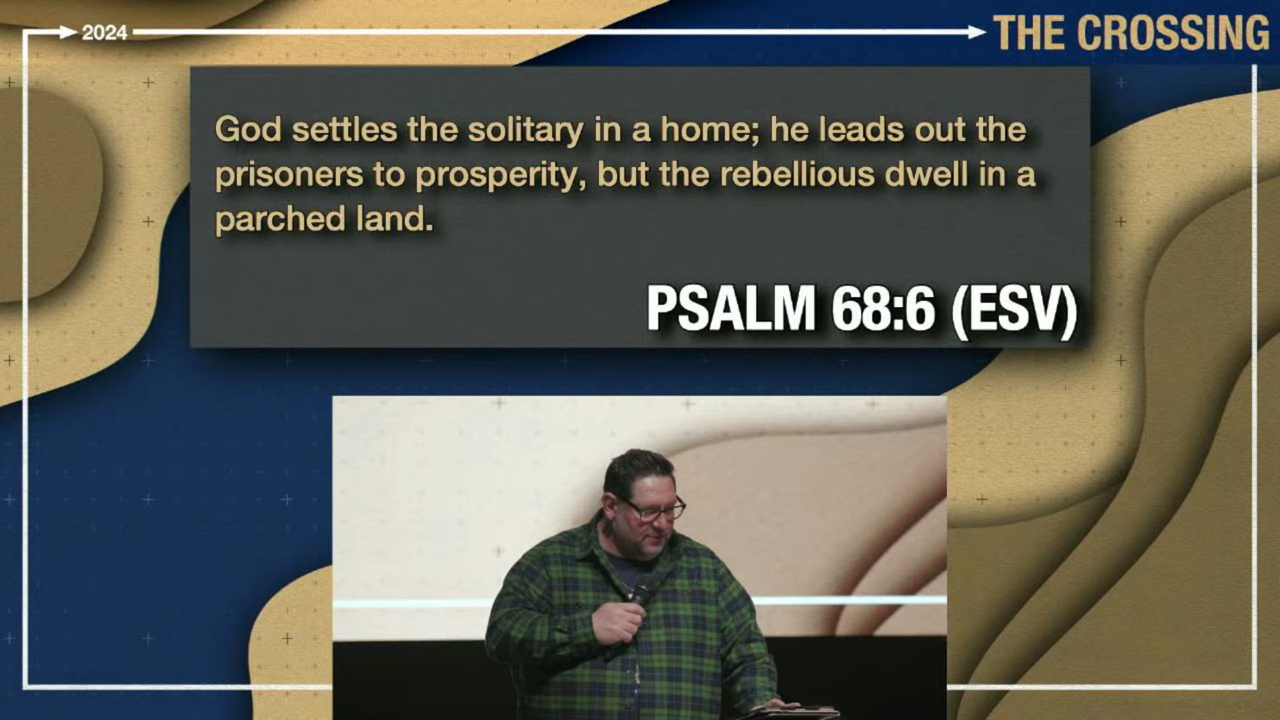 2024
THE CROSSING
God settles the solitary in a home; he leads out the
prisoners to prosperity, but the rebellious dwell in a
parched land.
PSALM 68:6 (ESV)